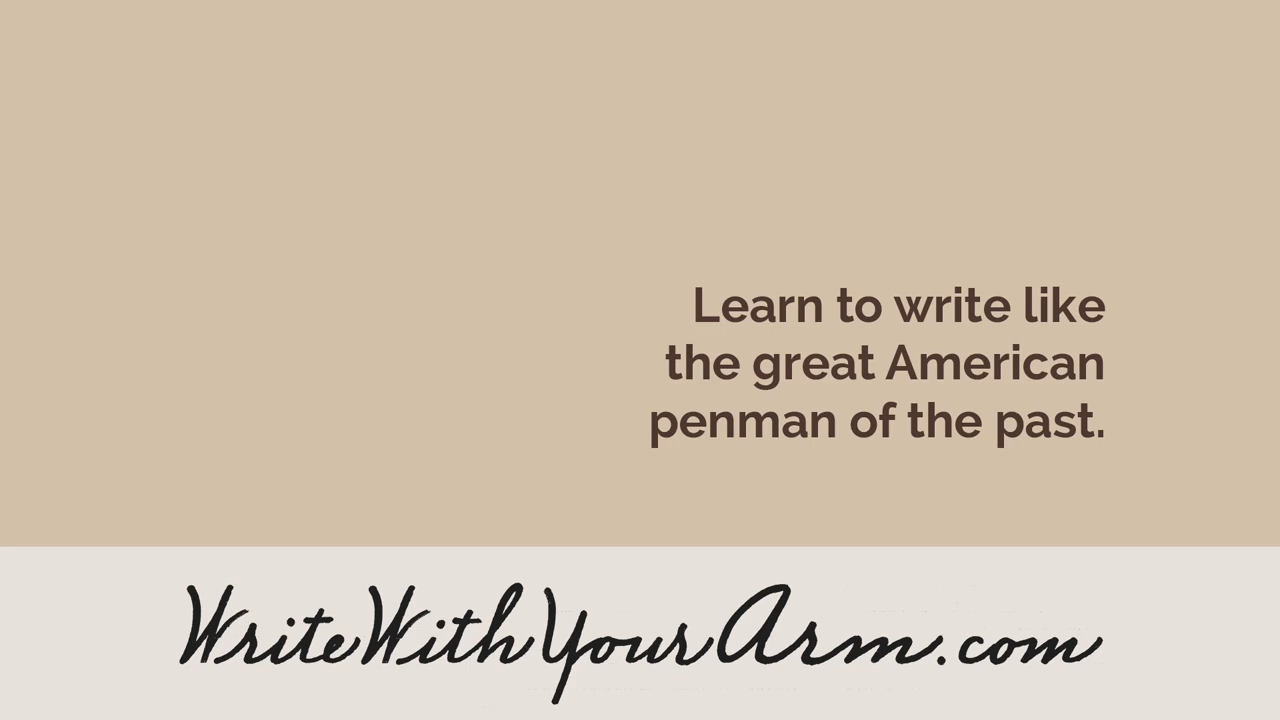 Learn to write like
the great American
penman of the past.
WriteWithYourArm.com